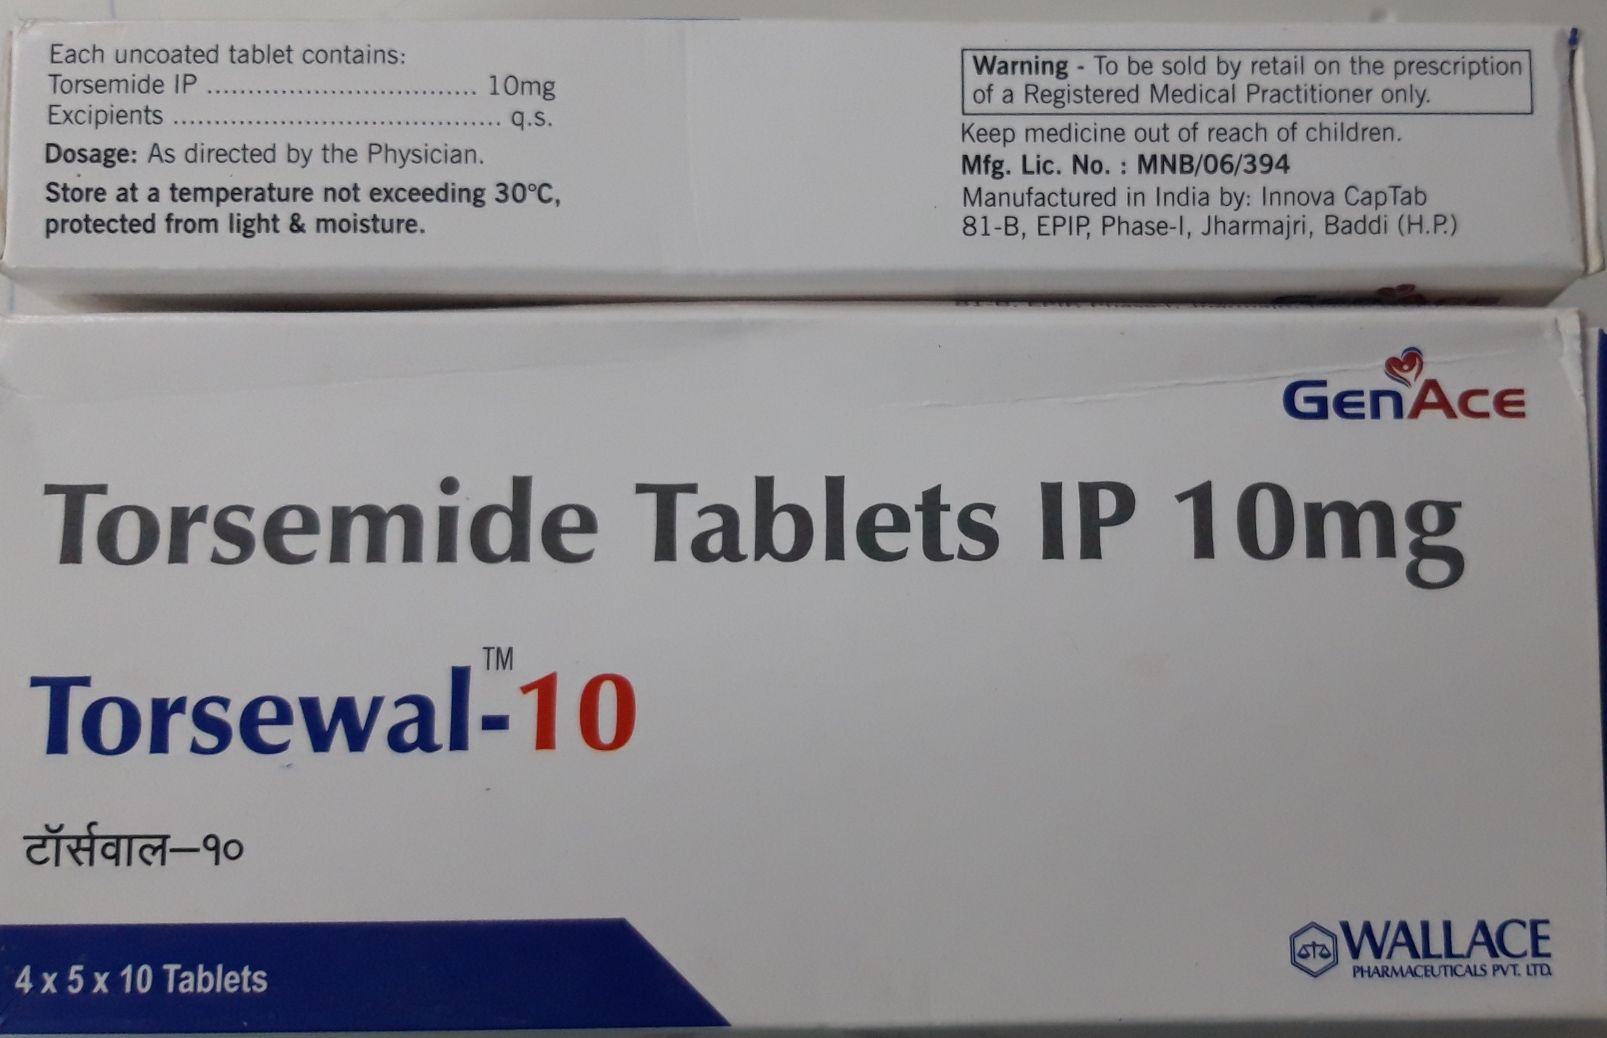 Each uncoated tablet contains:
Torsemide IP ................................. 10mg
Excipients ........................................ q.s.
Dosage: As directed by the Physician.
Store at a temperature not exceeding 30°C,
protected from light & moisture.
Warning - To be sold by retail on the prescription
of a Registered Medical Practitioner only.
Keep medicine out of reach of children.
Mfg. Lic. No. : MNB/06/394
Manufactured in India by: Innova CapTab
81-B, EPIP, Phase-I, Jharmajri, Baddi (H.P.)
GenAce
Torsemide Tablets IP 10mg
Torsewal™-10
टॉर्सवाल–१०
4 x 5 x 10 Tablets
WALLACE
PHARMACEUTICALS PVT. LTD.